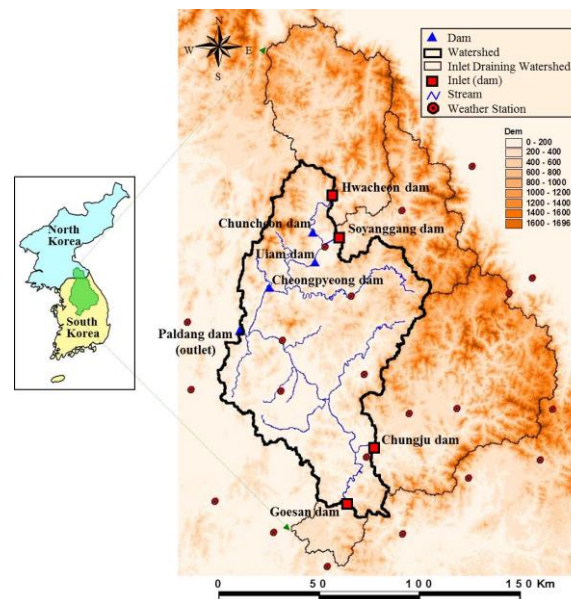 N
W
E
S
Dam
Watershed
Inlet Draining Watershed
Inlet (dam)
Stream
Weather Station
Dem
0 - 200
200 - 400
400 - 600
600 - 800
800 - 1000
1000 - 1200
1200 - 1400
1400 - 1600
1600 - 1696
Hwacheon dam
Chuncheon dam
Soyanggang dam
Uiam dam
Cheongpyeong dam
Paldang dam
(outlet)
Chungju dam
Goesan dam
North
Korea
South
Korea
0 50 100 150 Km